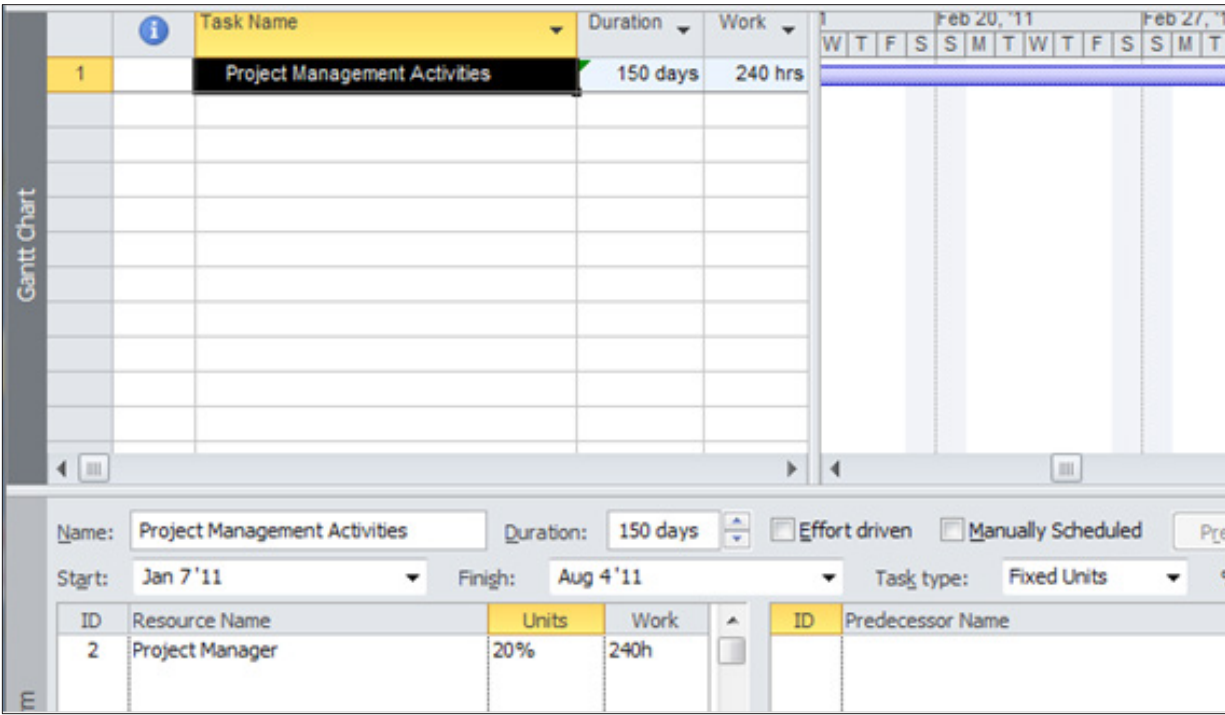 Task Name Duration Work Feb 20, '11 Feb 27, '1
W T F S S M T W T F S S M T
1 Project Management Activities 150 days 240 hrs
Gantt Chart
Name: Project Management Activities Duration: 150 days Effort driven Manually Scheduled Pre
Start: Jan 7 '11 Finish: Aug 4 '11 Task type: Fixed Units
ID Resource Name Units Work ID Predecessor Name
2 Project Manager 20% 240h